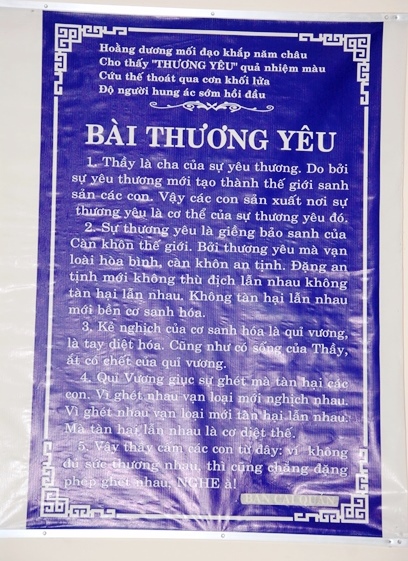 Hoằng dương mối đạo khắp năm châu
Cho thấy "THƯƠNG YÊU" quả nhiệm màu
Cứu thế thoát qua cơn khói lửa
Độ người hung ác sớm hồi đầu
BÀI THƯƠNG YÊU
1. Thầy là cha của sự yêu thương. Do bởi
sự yêu thương mới tạo thành thế giới sanh
sản các con. Vậy các con sản xuất nơi sự
thương yêu là cơ thể của sự thương yêu đó.
2. Sự thương yêu là giềng bảo sanh của
Càn khôn thế giới. Bởi thương yêu mà vạn
loài hòa bình, càn khôn an tịnh. Đặng an
tịnh mới không thù địch lẫn nhau không
tàn hại lẫn nhau. Không tàn hại lẫn nhau
mới bền cơ sanh hóa.
3. Kẻ nghịch của cơ sanh hóa là quỉ vương,
là tay diệt hóa. Cũng như có sống của Thầy,
ắt có chết của quỉ vương.
4. Quỉ Vương giục sự ghét mà tàn hại các
con. Vì ghét nhau vạn loại mới nghịch nhau.
Vì ghét nhau vạn loại mới tàn hại nhau.
Mà tàn hại lẫn nhau là cơ diệt thế.
5. Vậy thầy cấm các con từ đây: ví không
đủ sức thương nhau, thì cũng chẳng đặng
phép ghét nhau, NGHE à!
BAN CAI QUẢN